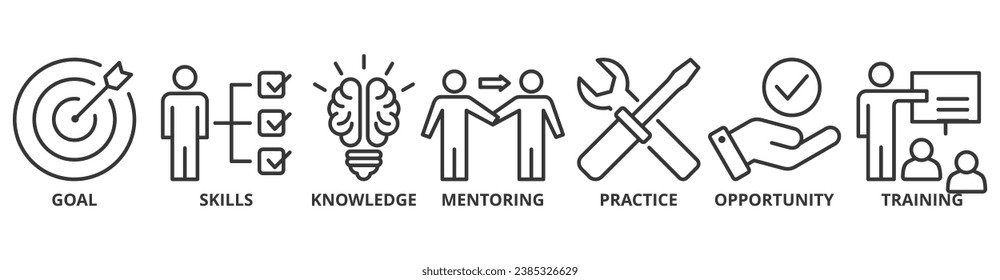 GOAL SKILLS KNOWLEDGE MENTORING PRACTICE OPPORTUNITY TRAINING
shutterstock.com · 2385326629